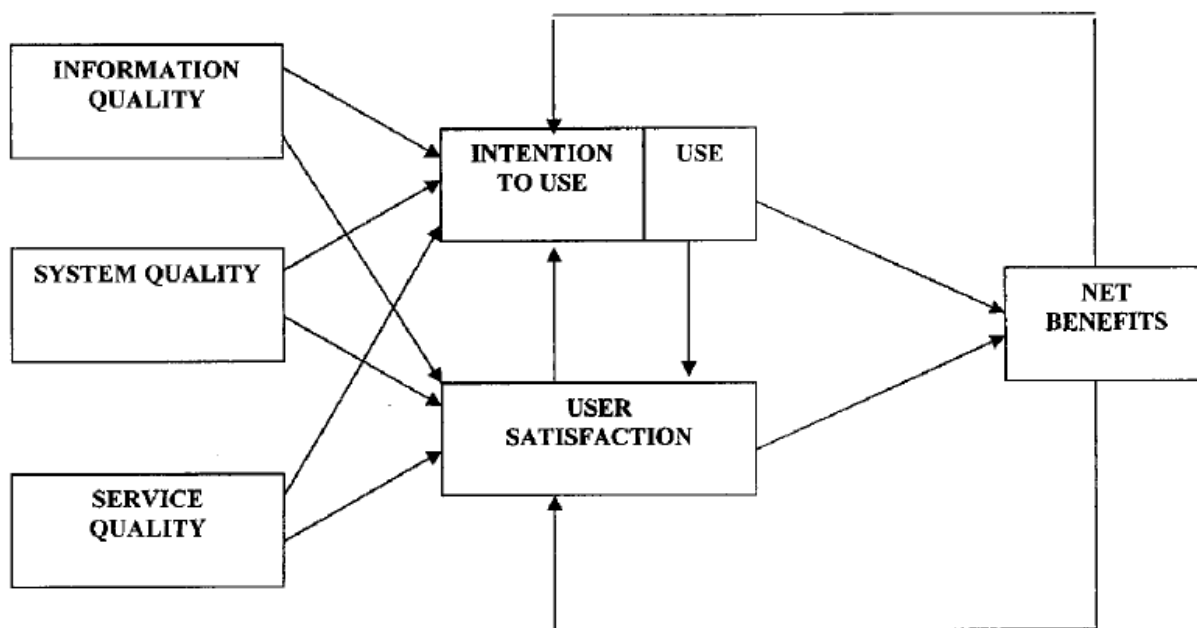 INFORMATION
QUALITY
INTENTION
TO USE
USE
SYSTEM QUALITY
NET
BENEFITS
USER
SATISFACTION
SERVICE
QUALITY